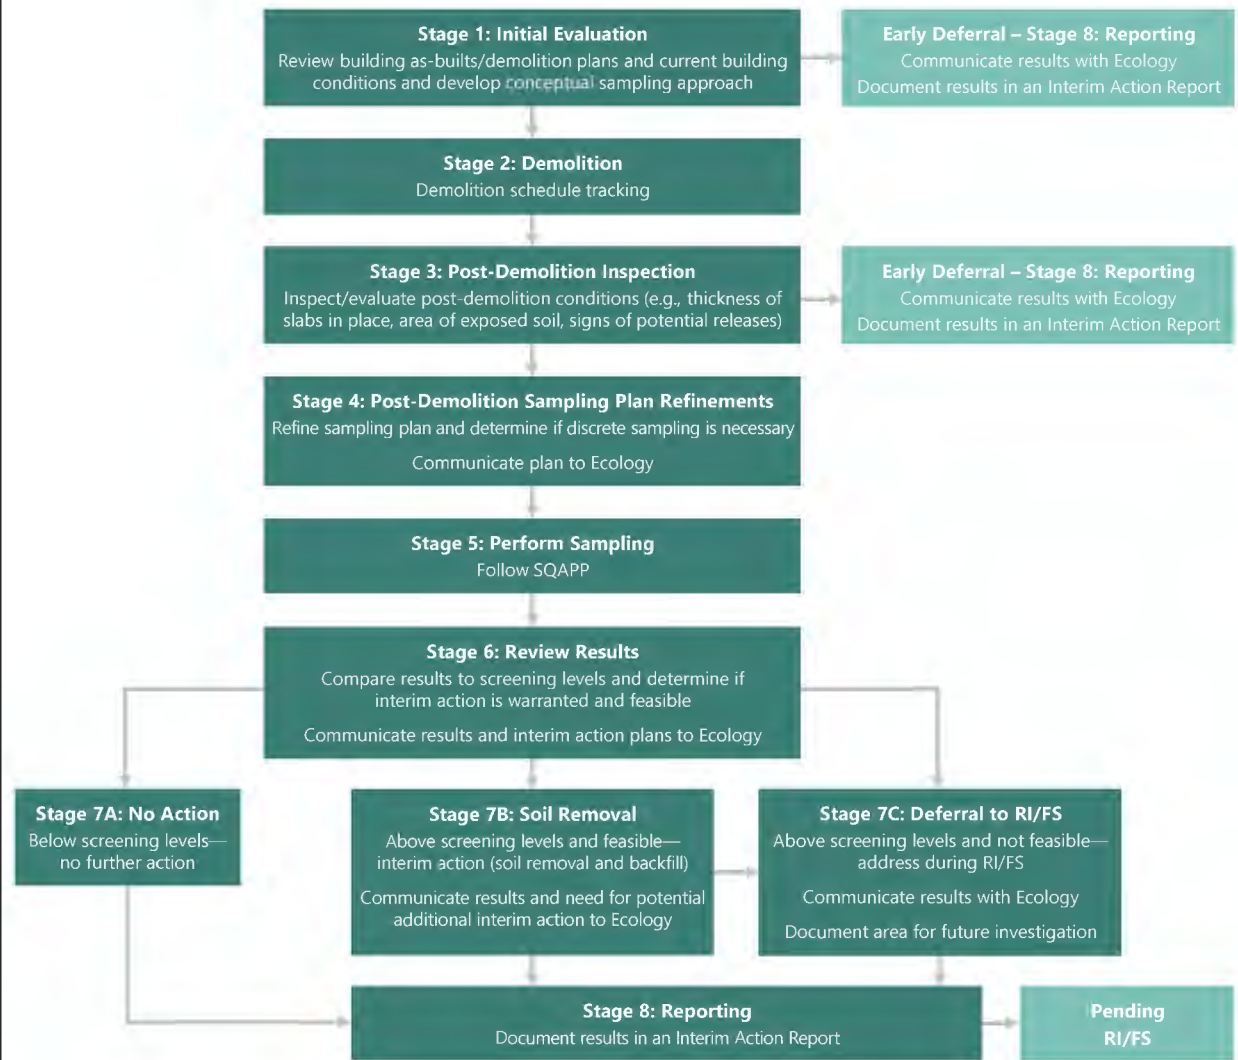 Stage 1: Initial Evaluation
Review building as-builts/demolition plans and current building
conditions and develop conceptual sampling approach
Early Deferral – Stage 8: Reporting
Communicate results with Ecology
Document results in an Interim Action Report
Stage 2: Demolition
Demolition schedule tracking
Stage 3: Post-Demolition Inspection
Inspect/evaluate post-demolition conditions (e.g., thickness of
slabs in place, area of exposed soil, signs of potential releases)
Early Deferral – Stage 8: Reporting
Communicate results with Ecology
Document results in an Interim Action Report
Stage 4: Post-Demolition Sampling Plan Refinements
Refine sampling plan and determine if discrete sampling is necessary
Communicate plan to Ecology
Stage 5: Perform Sampling
Follow SQAPP
Stage 6: Review Results
Compare results to screening levels and determine if
interim action is warranted and feasible
Communicate results and interim action plans to Ecology
Stage 7A: No Action
Below screening levels—
no further action
Stage 7B: Soil Removal
Above screening levels and feasible—
interim action (soil removal and backfill)
Communicate results and need for potential
additional interim action to Ecology
Stage 7C: Deferral to RI/FS
Above screening levels and not feasible—
address during RI/FS
Communicate results with Ecology
Document area for future investigation
Stage 8: Reporting
Document results in an Interim Action Report
Pending
RI/FS